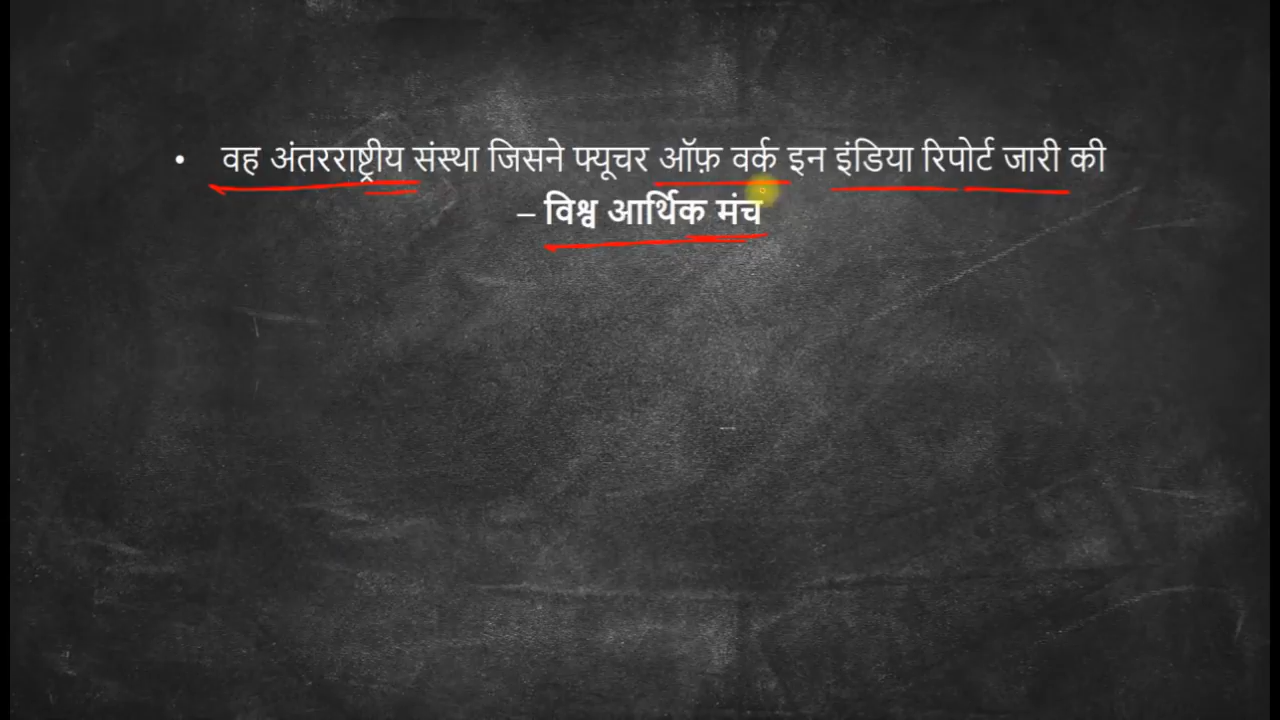 • वह अंतरराष्ट्रीय संस्था जिसने फ्यूचर ऑफ़ वर्क इन इंडिया रिपोर्ट जारी की
– विश्व आर्थिक मंच